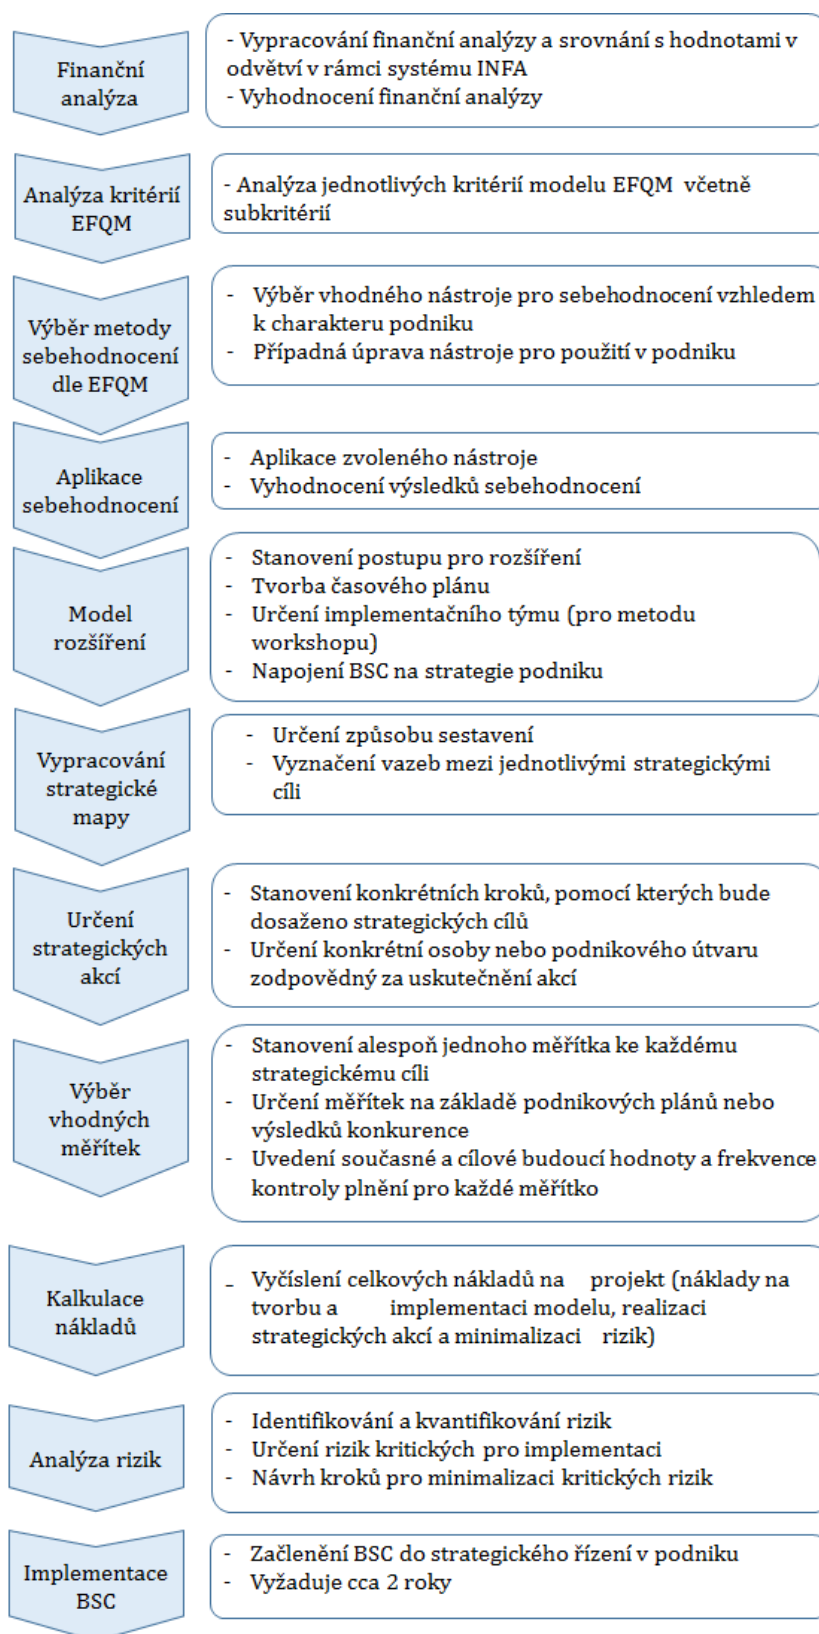 Finanční
analýza
- Vypracování finanční analýzy a srovnání s hodnotami v
odvětví v rámci systému INFA
- Vyhodnocení finanční analýzy
Analýza kritérií
EFQM
- Analýza jednotlivých kritérií modelu EFQM včetně
subkritérií
Výběr metody
sebehodnocení
dle EFQM
- Výběr vhodného nástroje pro sebehodnocení vzhledem
k charakteru podniku
- Případná úprava nástroje pro použití v podniku
Aplikace
sebehodnocení
- Aplikace zvoleného nástroje
- Vyhodnocení výsledků sebehodnocení
Model
rozšíření
- Stanovení postupu pro rozšíření
- Tvorba časového plánu
- Určení implementačního týmu (pro metodu
workshopu)
- Napojení BSC na strategie podniku
Vypracování
strategické
mapy
- Určení způsobu sestavení
- Vyznačení vazeb mezi jednotlivými strategickými
cíli
Určení
strategických
akcí
- Stanovení konkrétních kroků, pomocí kterých bude
dosaženo strategických cílů
- Určení konkrétní osoby nebo podnikového útvaru
zodpovědný za uskutečnění akcí
Výběr
vhodných
měřítek
- Stanovení alespoň jednoho měřítka ke každému
strategickému cíli
- Určení měřítek na základě podnikových plánů nebo
výsledků konkurence
- Uvedení současné a cílové budoucí hodnoty a frekvence
kontroly plnění pro každé měřítko
Kalkulace
nákladů
- Vyčíslení celkových nákladů na projekt (náklady na
tvorbu a implementaci modelu, realizaci
strategických akcí a minimalizaci rizik)
Analýza rizik
- Identifikování a kvantifikování rizik
- Určení rizik kritických pro implementaci
- Návrh kroků pro minimalizaci kritických rizik
Implementace
BSC
- Začlenění BSC do strategického řízení v podniku
- Vyžaduje cca 2 roky